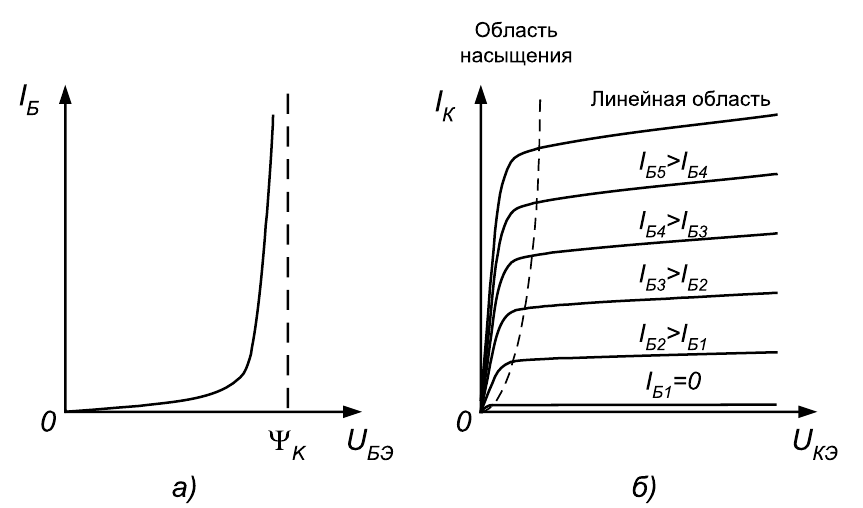 Область
насыщения
I_Б
I_К
Линейная область
I_Б5>I_Б4
I_Б4>I_Б3
I_Б3>I_Б2
I_Б2>I_Б1
I_Б1=0
0
Ψ_K
U_БЭ
0
U_КЭ
а)
б)